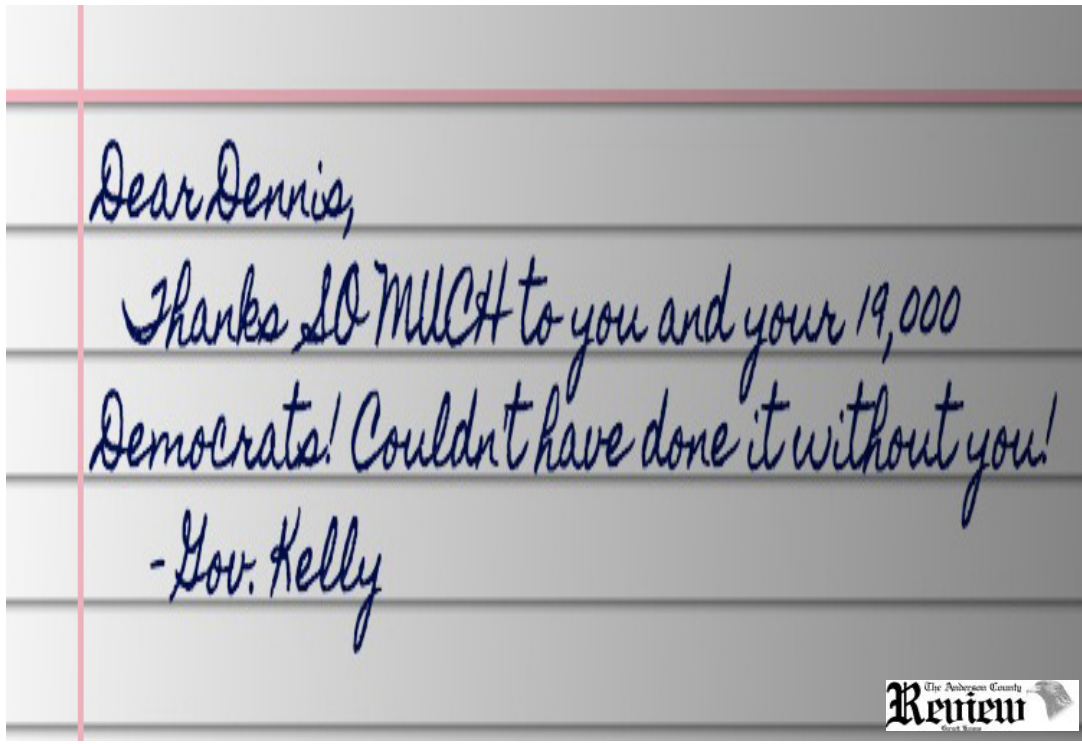 Dear Dennis,
Thanks SO MUCH to you and your 19,000
Democrats! Couldn't have done it without you!
-Gov. Kelly
The Anderson County
Review